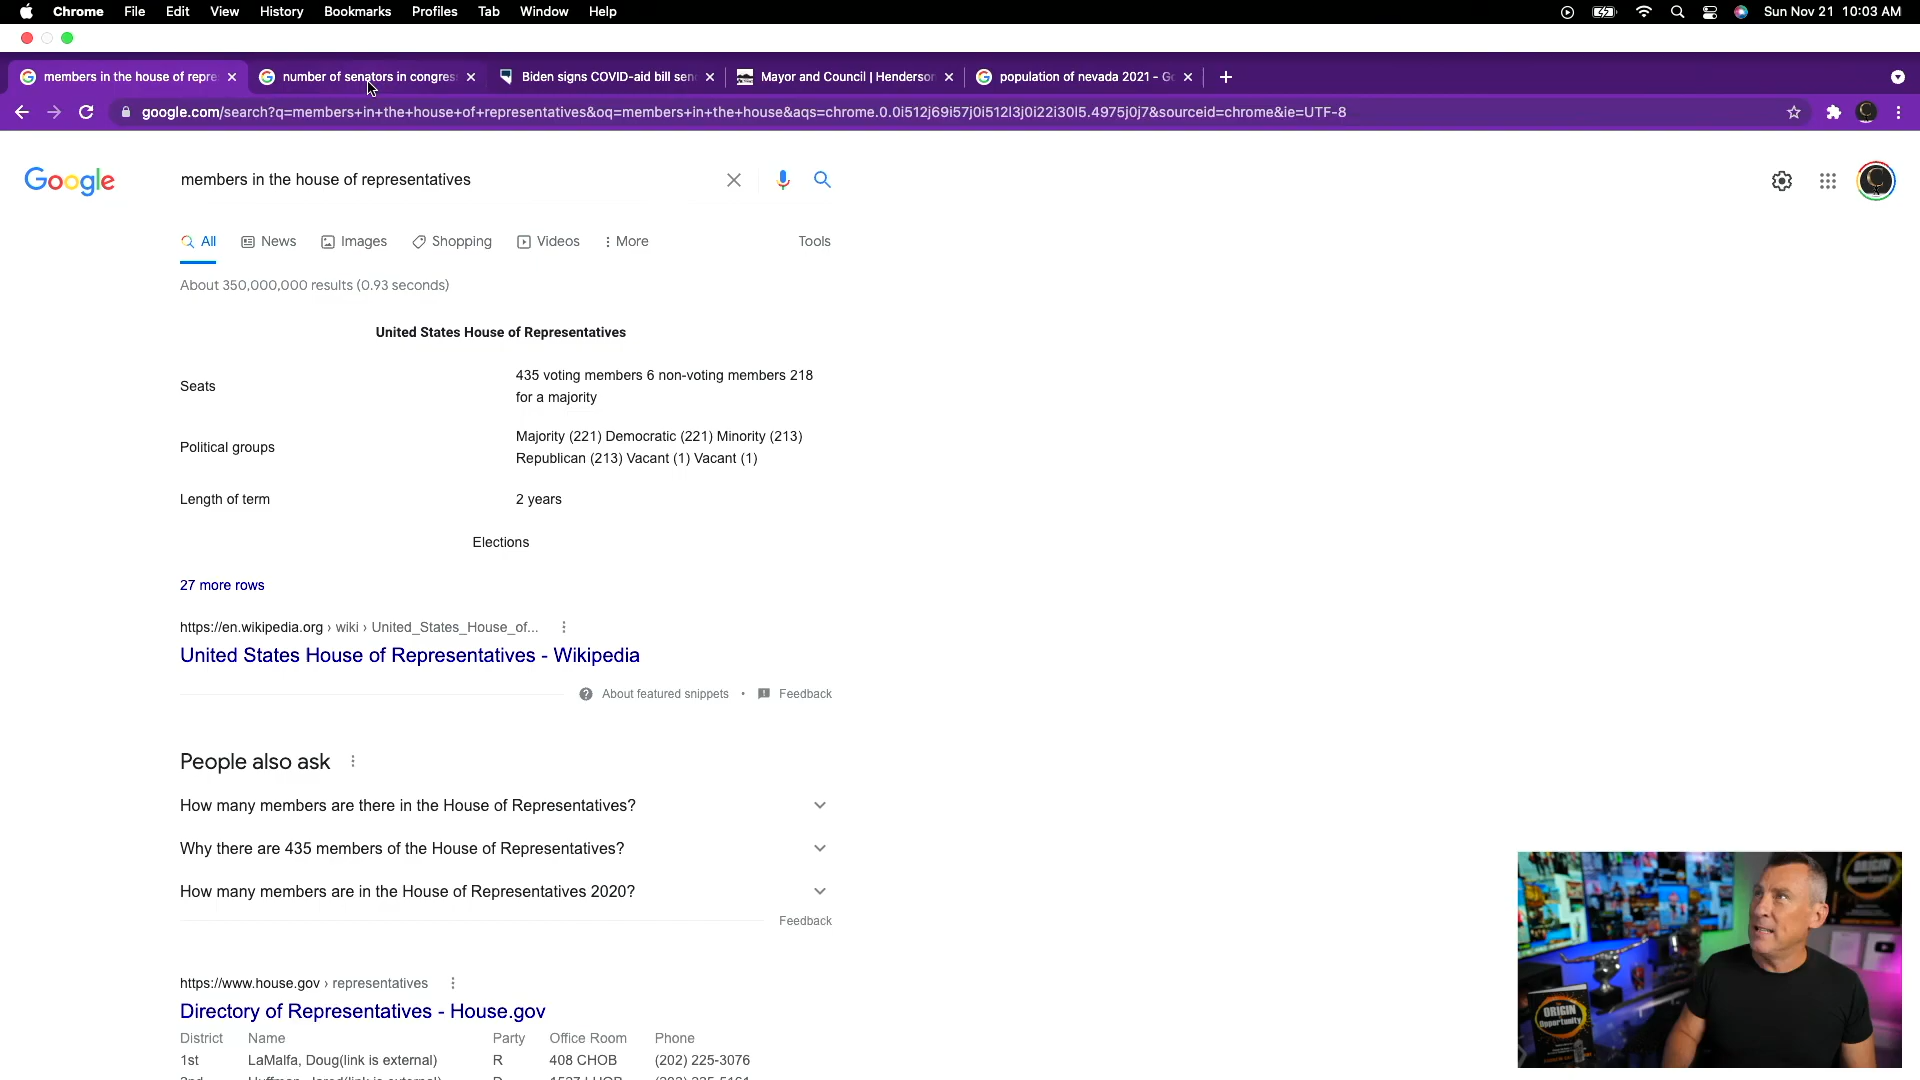 Chrome File Edit View History Bookmarks Profiles Tab Window Help Sun Nov 21 10:03 AM
members in the house of repre number of senators in congres Biden signs COVID-aid bill sen Mayor and Council | Henderson population of nevada 2021 - Go
google.com/search?q=members+in+the+house+of+representatives&oq=members+in+the+house&aqs=chrome.0.0i512j69i57j0i512l3j0i22i30l5.4975j0j7&sourceid=chrome&ie=UTF-8
Google members in the house of representatives
All News Images Shopping Videos More Tools
About 350,000,000 results (0.93 seconds)
United States House of Representatives
Seats 435 voting members 6 non-voting members 218
for a majority
Political groups Majority (221) Democratic (221) Minority (213)
Republican (213) Vacant (1) Vacant (1)
Length of term 2 years
Elections
27 more rows
https://en.wikipedia.org › wiki › United_States_House_of...
United States House of Representatives - Wikipedia
About featured snippets • Feedback
People also ask
How many members are there in the House of Representatives?
Why there are 435 members of the House of Representatives?
How many members are in the House of Representatives 2020?
Feedback
https://www.house.gov › representatives
Directory of Representatives - House.gov
District Name Party Office Room Phone
1st LaMalfa, Doug(link is external) R 408 CHOB (202) 225-3076
ORIGIN
Opportunity
ORIGIN
Opportunity